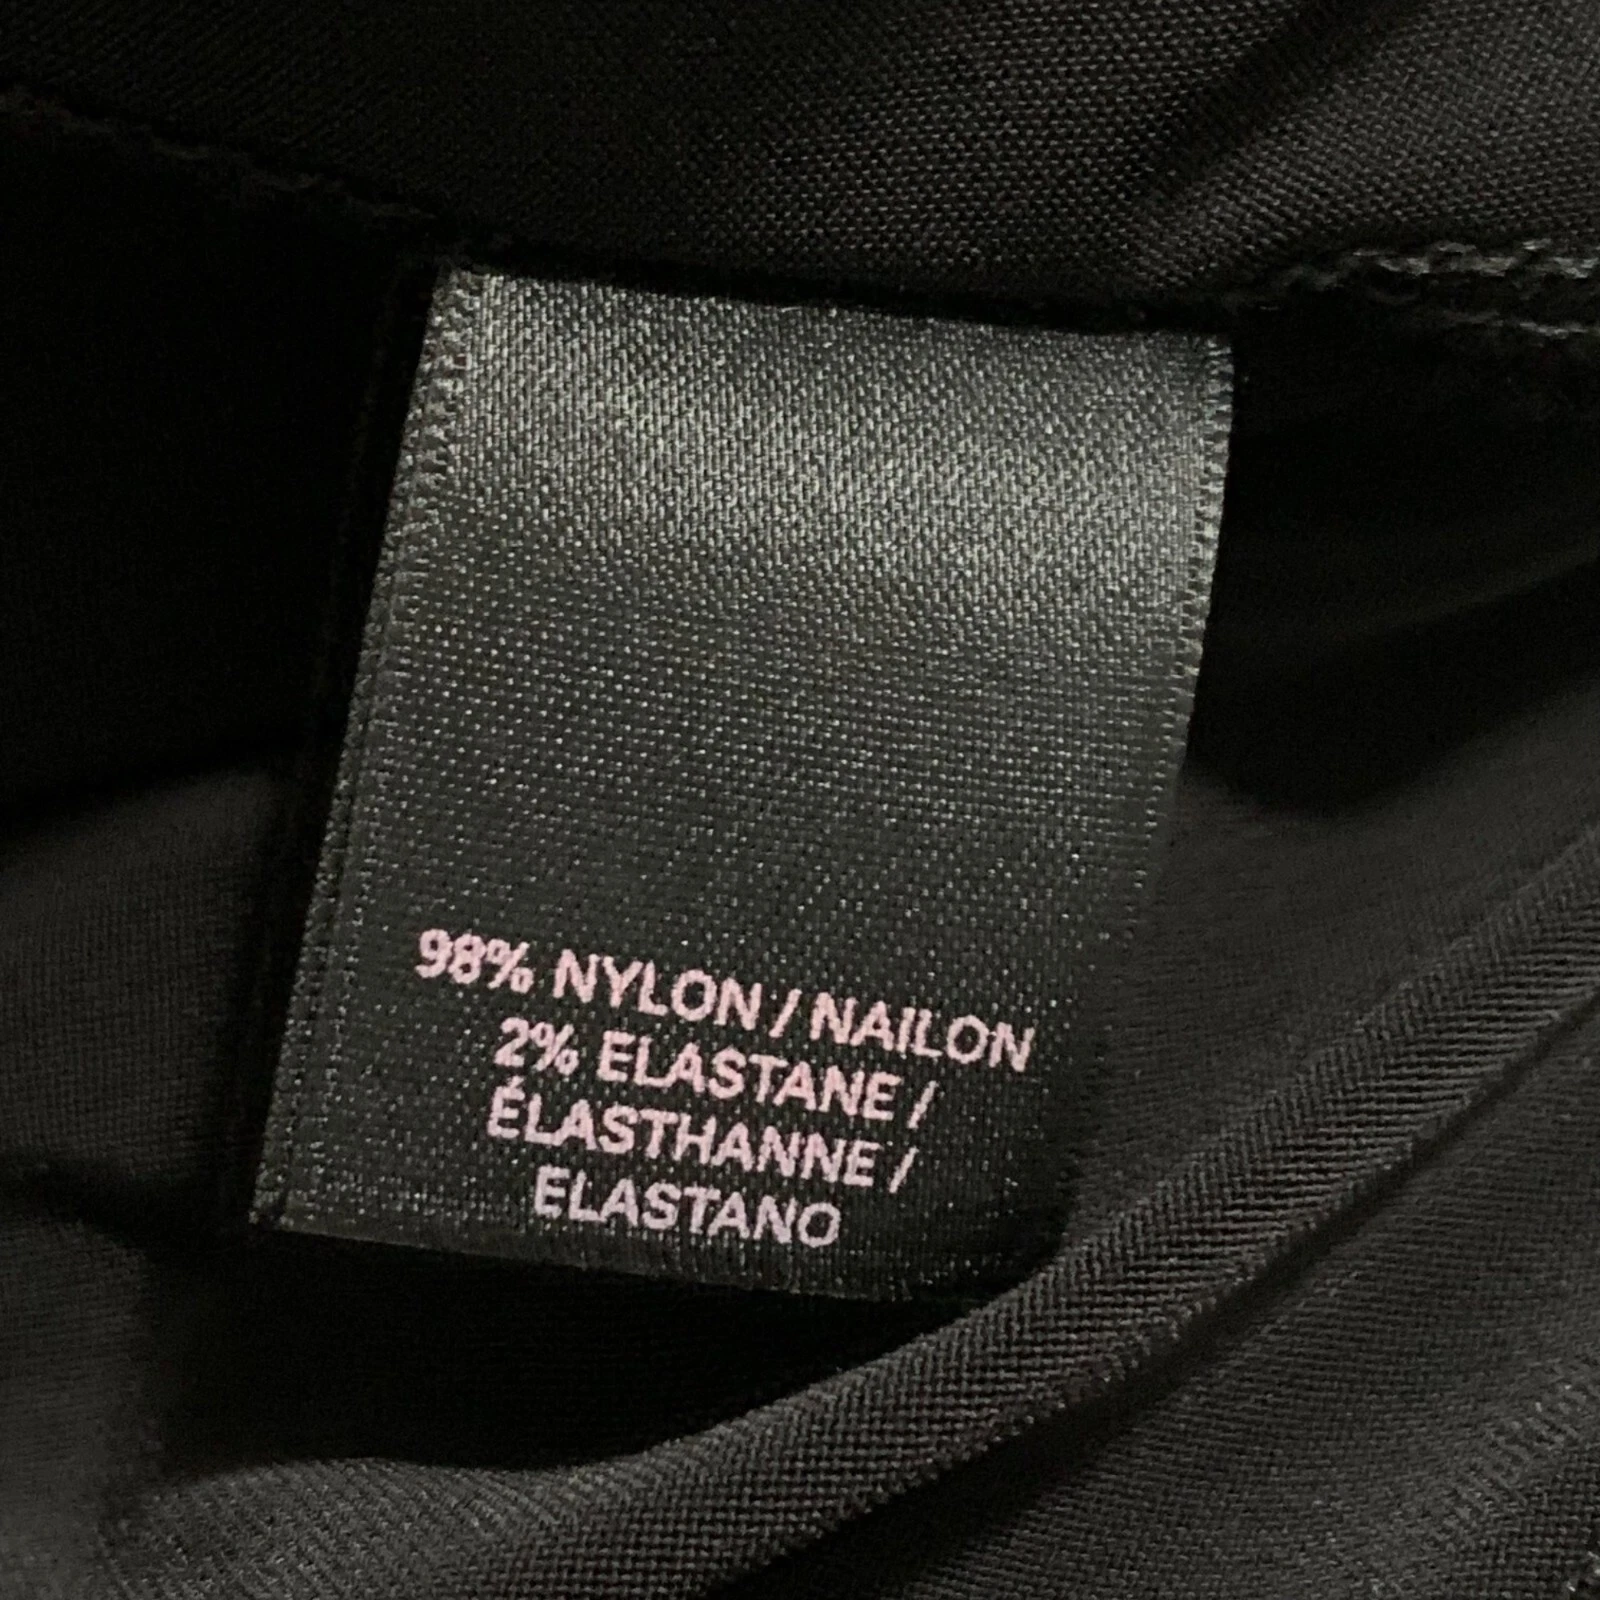 98% NYLON / NAILON
2% ELASTANE /
ÉLASTHANNE /
ELASTANO